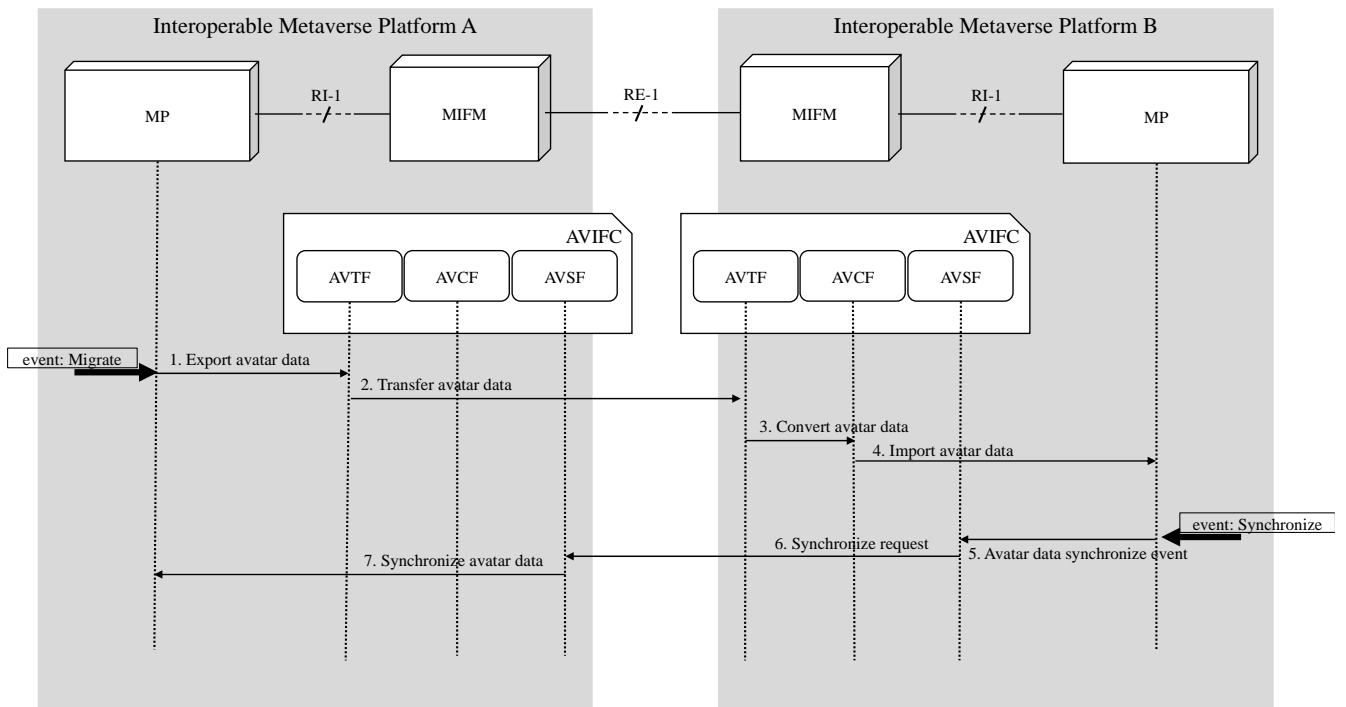 Interoperable Metaverse Platform A
Interoperable Metaverse Platform B
MP
RI-1
MIFM
RE-1
MIFM
RI-1
MP
AVIFC
AVTF
AVCF
AVSF
AVIFC
AVTF
AVCF
AVSF
event: Migrate
1. Export avatar data
2. Transfer avatar data
3. Convert avatar data
4. Import avatar data
event: Synchronize
5. Avatar data synchronize event
6. Synchronize request
7. Synchronize avatar data